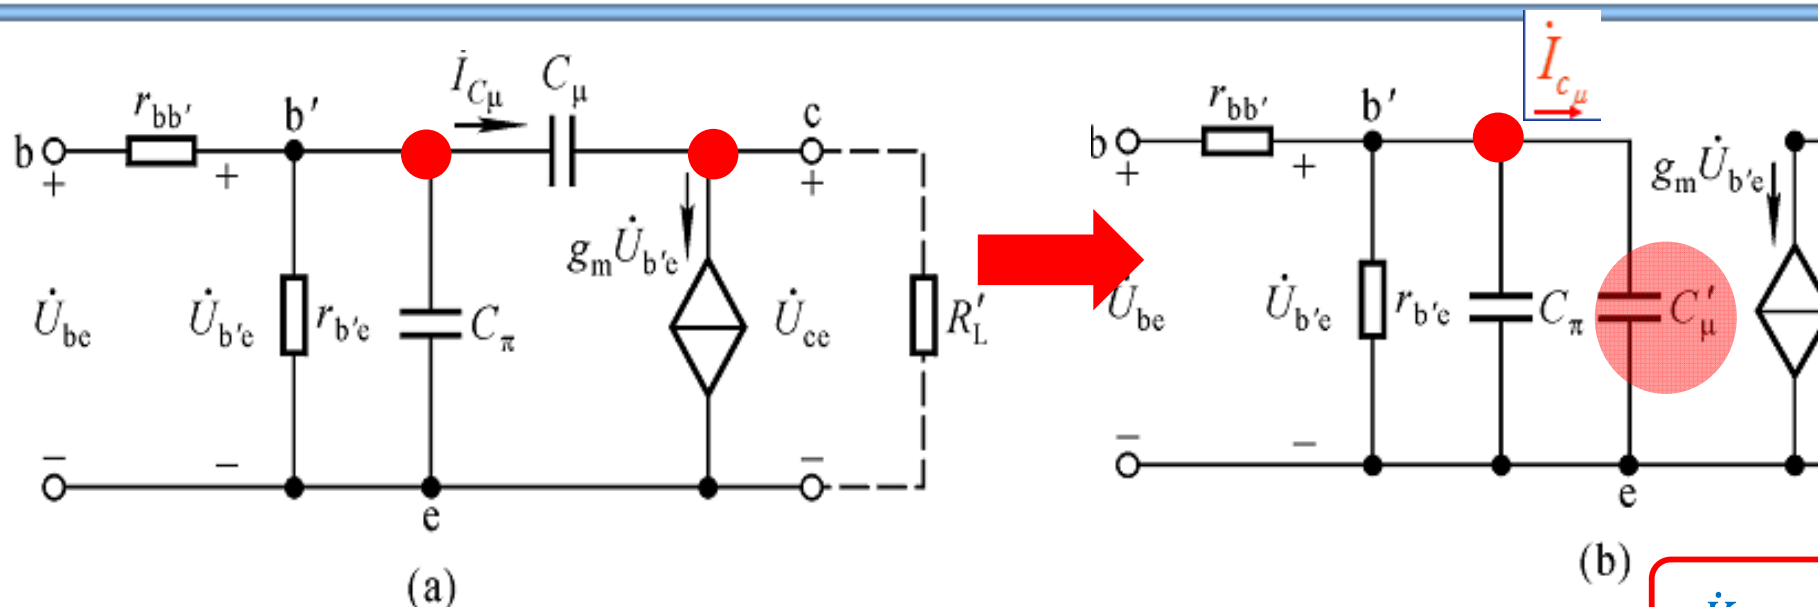 İ_Cμ C_μ
r_bb′ b′ c
b
+ + +
g_m U̇_b′e
U̇_be U̇_b′e r_b′e C_π U̇_ce R′_L
− − −
e
(a)
İ_cμ
r_bb′ b′
b
+ +
g_m U̇_b′e
U̇_be U̇_b′e r_b′e C_π C′_μ
− −
e
(b)